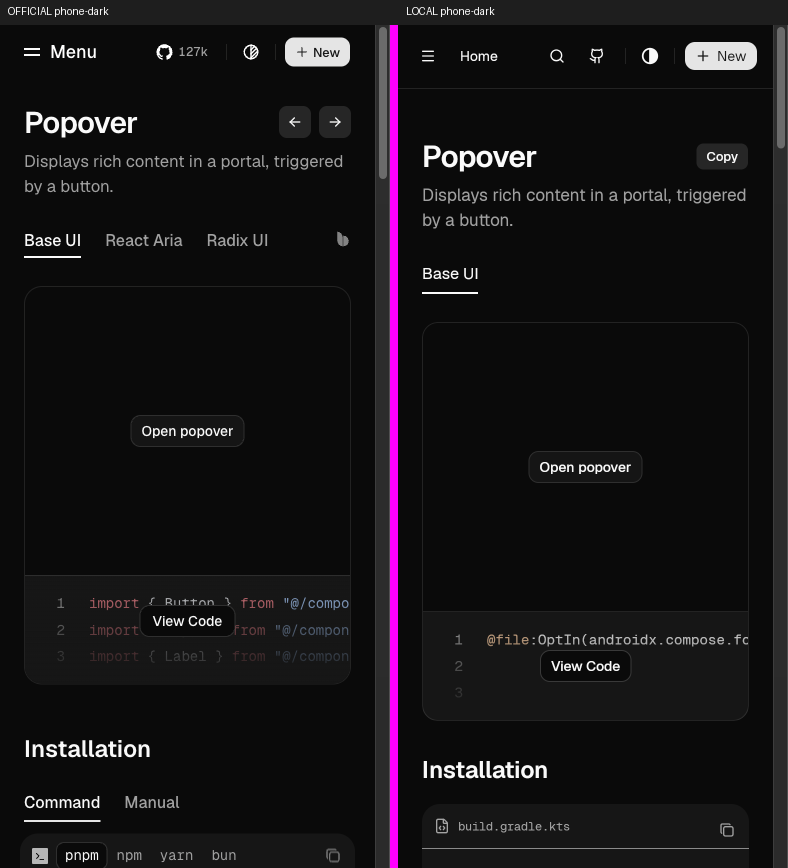 OFFICIAL phone-dark
Menu
127k
New
Popover
Displays rich content in a portal, triggered
by a button.
Base UI
React Aria
Radix UI
Open popover
1 import { Button } from "@/compo
2 import from "@/compon
View Code
3 import { Label } from "@/compon
Installation
Command
Manual
pnpm
npm
yarn
bun
LOCAL phone-dark
Home
New
Popover
Copy
Displays rich content in a portal, triggered
by a button.
Base UI
Open popover
1 @file:OptIn(androidx.compose.fo
2
View Code
3
Installation
build.gradle.kts